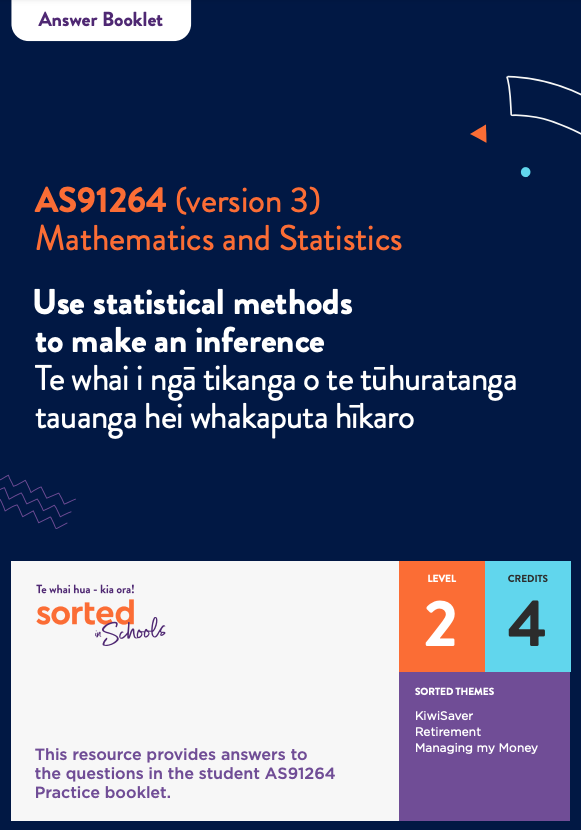 Answer Booklet
AS91264 (version 3)
Mathematics and Statistics
Use statistical methods
to make an inference
Te whai i ngā tikanga o te tūhuratanga
tauanga hei whakaputa hīkaro
Te whai hua - kia ora!
sorted
in Schools
LEVEL
2
CREDITS
4
SORTED THEMES
KiwiSaver
Retirement
Managing my Money
This resource provides answers to
the questions in the student AS91264
Practice booklet.